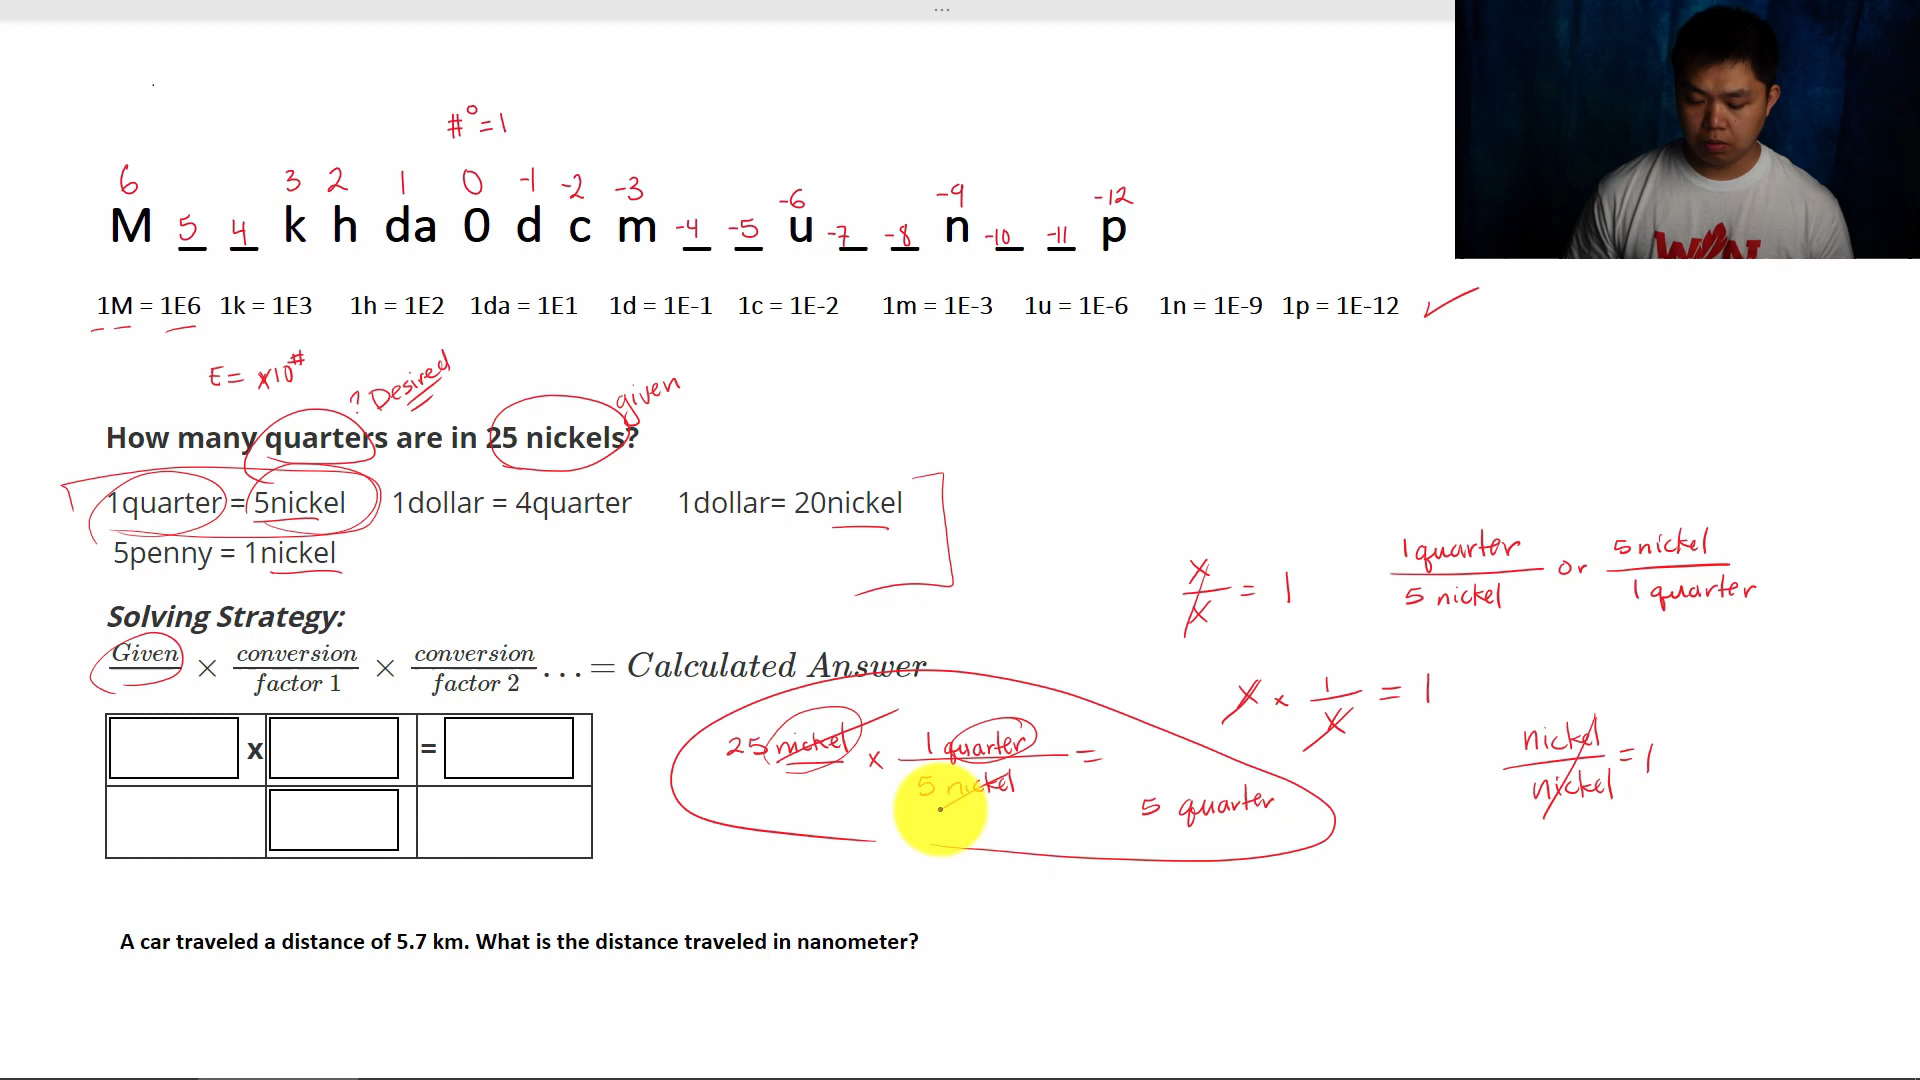 #⁰=1
6 3 2 1 0 -1 -2 -3 -6 -9 -12
M 5 4 k h da 0 d c m -4 -5 u -7 -8 n -10 -11 p
1M = 1E6 1k = 1E3 1h = 1E2 1da = 1E1 1d = 1E-1 1c = 1E-2 1m = 1E-3 1u = 1E-6 1n = 1E-9 1p = 1E-12
E = x10^#
? Desired
given
How many quarters are in 25 nickels?
1quarter = 5nickel 1dollar = 4quarter 1dollar= 20nickel
5penny = 1nickel
x/x = 1
1 quarter/5 nickel or 5 nickel/1 quarter
Solving Strategy:
Given × conversion factor 1 × conversion factor 2 ... = Calculated Answer
x × 1/x = 1
x =
25 nickel x 1 quarter/5 nickel =
5 quarter
nickel/nickel = 1
A car traveled a distance of 5.7 km. What is the distance traveled in nanometer?